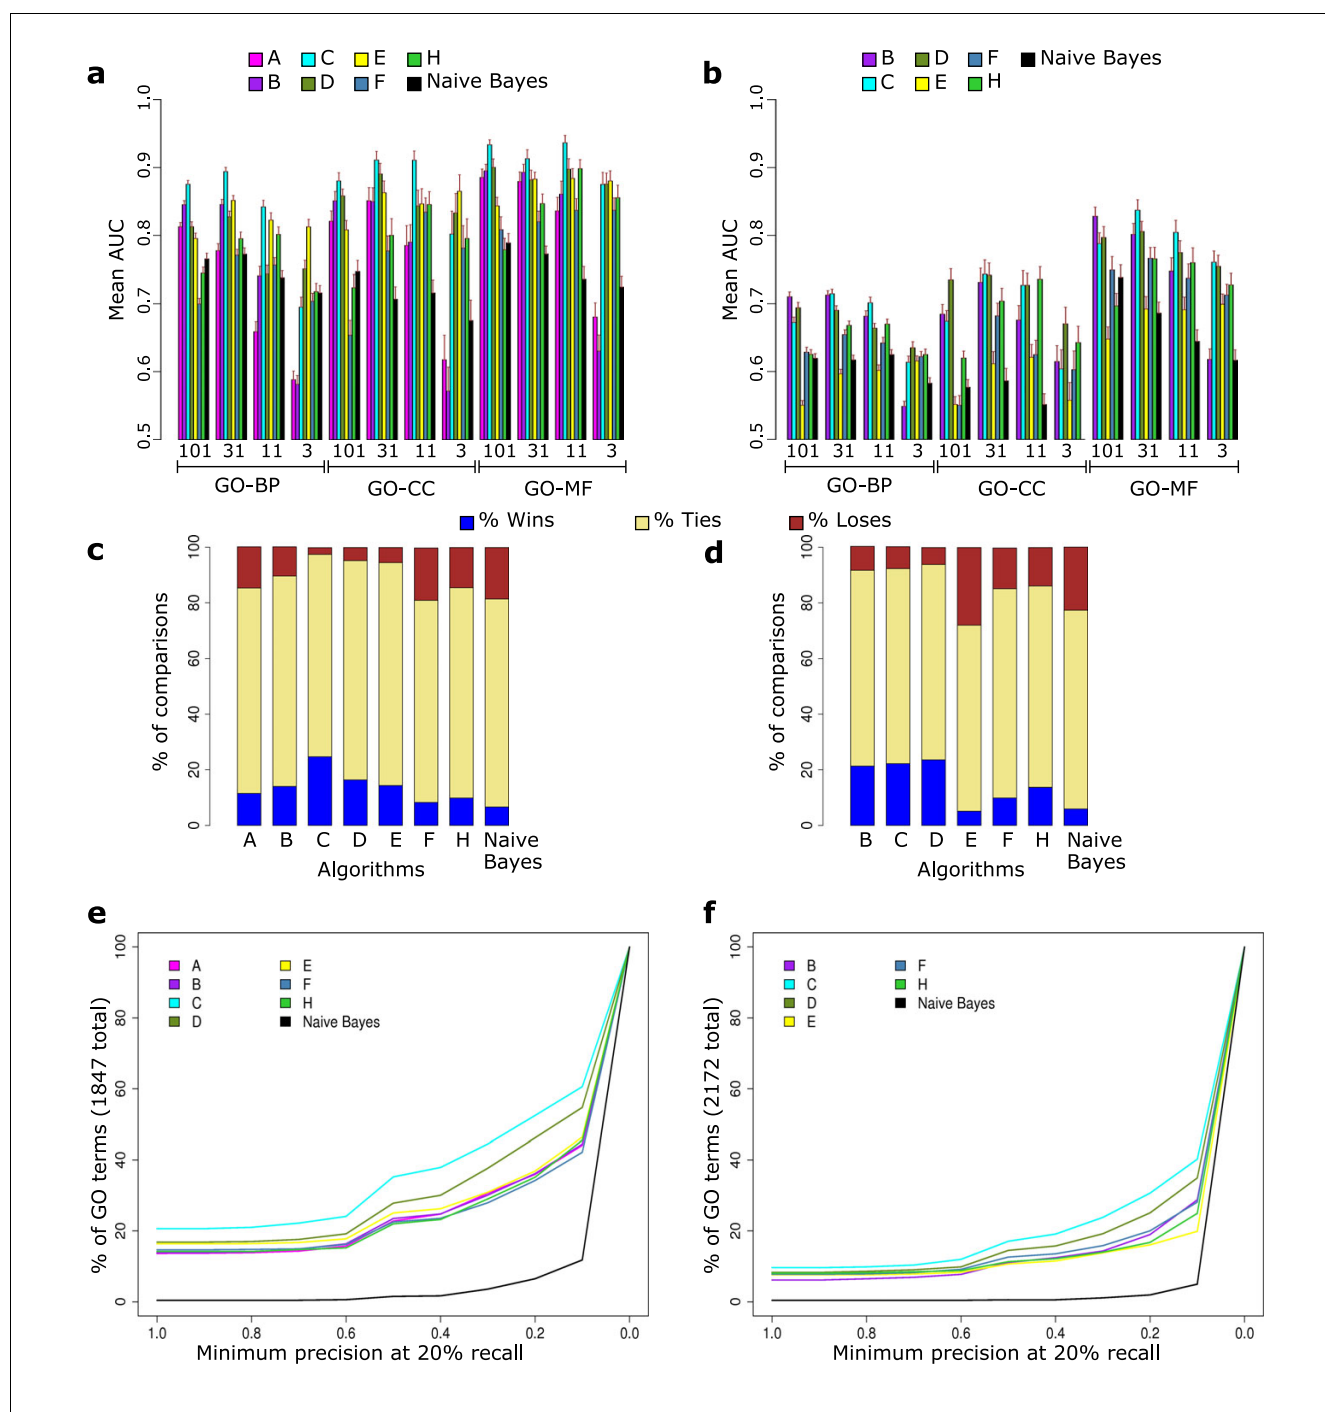 a
A C E H
B D F Naive Bayes
Mean AUC
1.0
0.9
0.8
0.7
0.6
0.5
101 31 11 3 101 31 11 3 101 31 11 3
GO-BP GO-CC GO-MF
b
B D F Naive Bayes
C E H
Mean AUC
1.0
0.9
0.8
0.7
0.6
0.5
101 31 11 3 101 31 11 3 101 31 11 3
GO-BP GO-CC GO-MF
% Wins % Ties % Loses
c
% of comparisons
100
80
60
40
20
0
A B C D E F H Naive
Bayes
Algorithms
d
% of comparisons
100
80
60
40
20
0
B C D E F H Naive
Bayes
Algorithms
e
% of GO terms (1847 total)
100
80
60
40
20
0
A E
B F
C H
D Naive Bayes
1.0 0.8 0.6 0.4 0.2 0.0
Minimum precision at 20% recall
f
% of GO terms (2172 total)
100
80
60
40
20
0
B F
C H
D Naive Bayes
E
1.0 0.8 0.6 0.4 0.2 0.0
Minimum precision at 20% recall